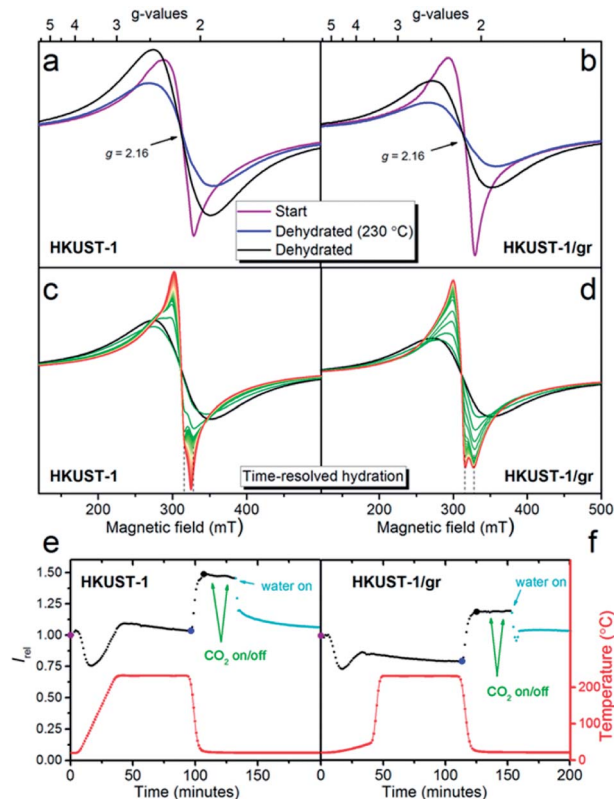 g-values
g-values
5 4 3 2
5 4 3 2
a
b
g = 2.16
g = 2.16
Start
Dehydrated (230 °C)
Dehydrated
HKUST-1
HKUST-1/gr
c
d
HKUST-1
HKUST-1/gr
Time-resolved hydration
200 300 400
200 300 400 500
Magnetic field (mT)
Magnetic field (mT)
e
f
HKUST-1
HKUST-1/gr
water on
water on
CO2 on/off
CO2 on/off
1.50
1.25
1.00
0.75
0.50
0.25
0.00
Irel
200
100
0
Temperature (°C)
0 50 100 150
0 50 100 150 200
Time (minutes)
Time (minutes)